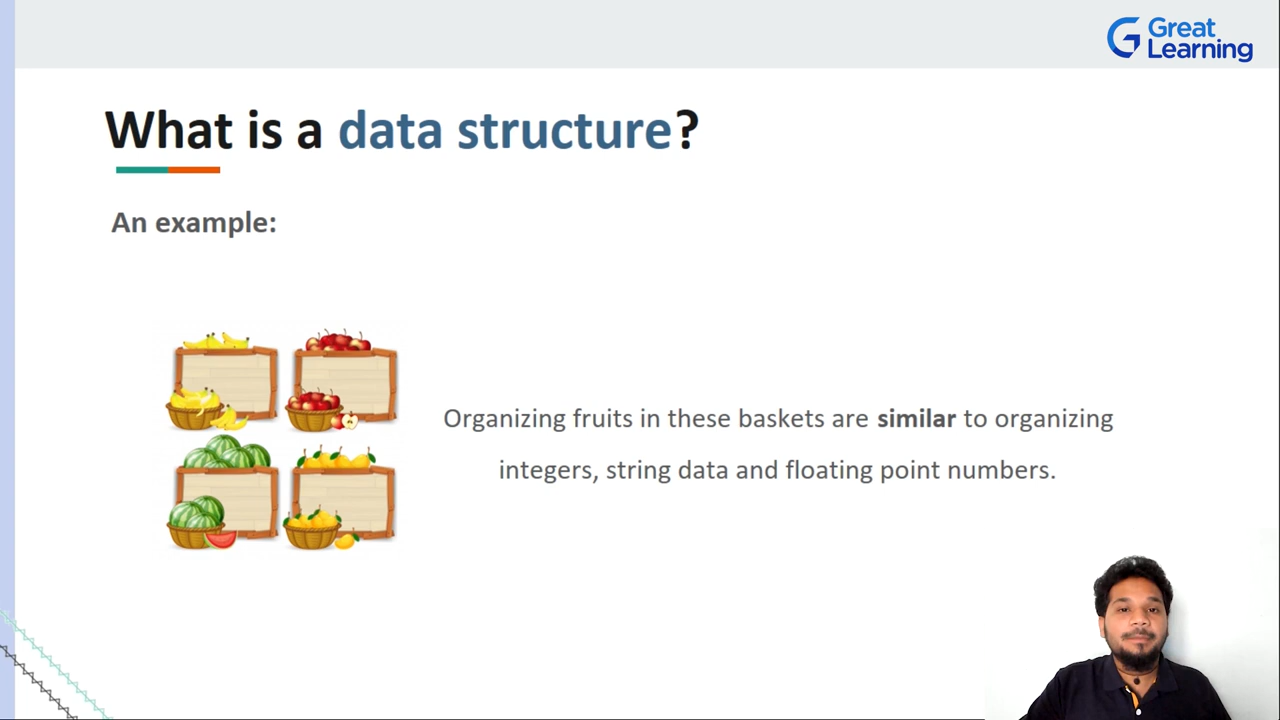 Great
Learning
What is a data structure?
An example:
Organizing fruits in these baskets are similar to organizing
integers, string data and floating point numbers.